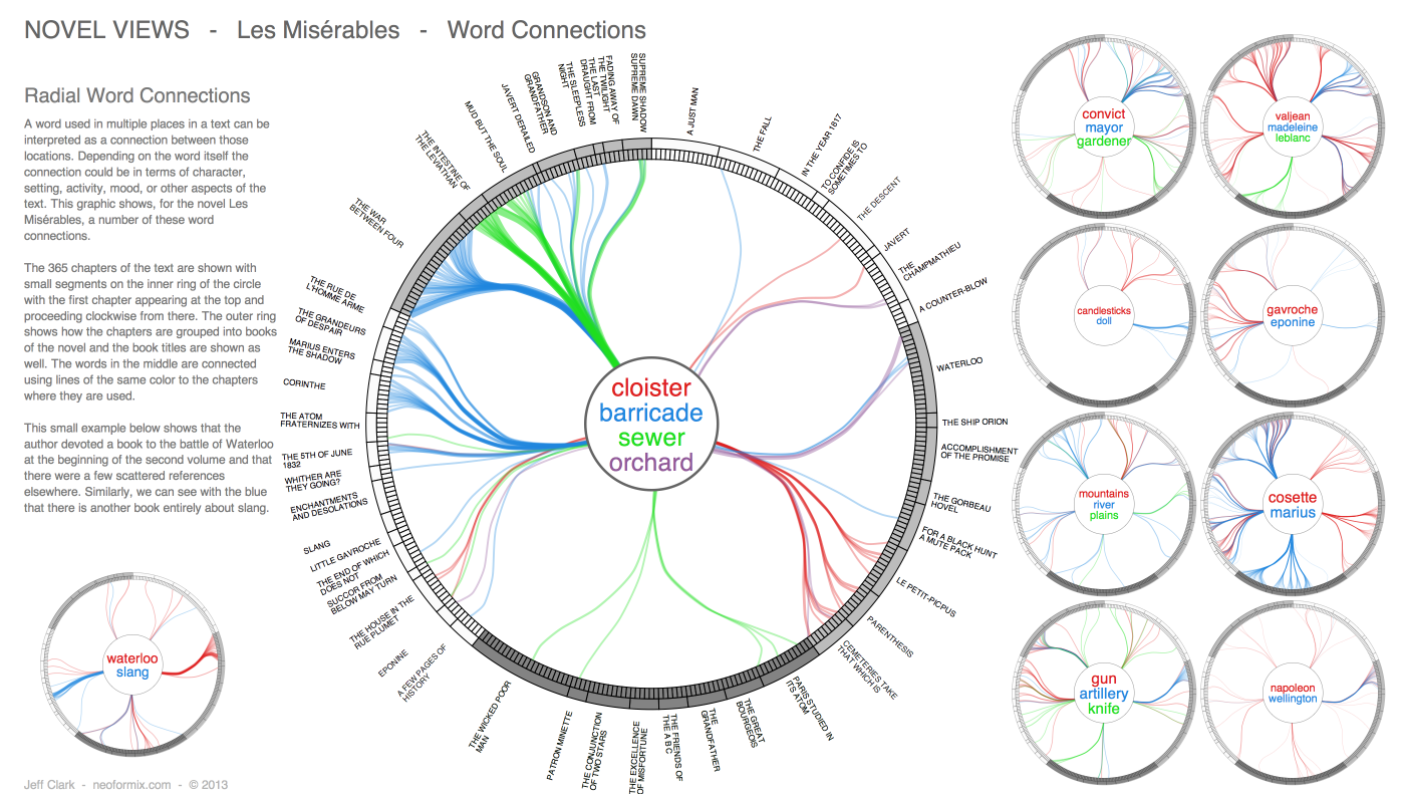 NOVEL VIEWS - Les Misérables - Word Connections
Radial Word Connections
A word used in multiple places in a text can be
interpreted as a connection between those
locations. Depending on the word itself the
connection could be in terms of character,
setting, activity, mood, or other aspects of the
text. This graphic shows, for the novel Les
Misérables, a number of these word
connections.
The 365 chapters of the text are shown with
small segments on the inner ring of the circle
with the first chapter appearing at the top and
proceeding clockwise from there. The outer ring
shows how the chapters are grouped into books
of the novel and the book titles are shown as
well. The words in the middle are connected
using lines of the same color to the chapters
where they are used.
This small example below shows that the
author devoted a book to the battle of Waterloo
at the beginning of the second volume and that
there were a few scattered references
elsewhere. Similarly, we can see with the blue
that there is another book entirely about slang.
waterloo
slang
Jeff Clark - neoformix.com - © 2013
cloister
barricade
sewer
orchard
A JUST MAN
THE FALL
IN THE YEAR 1817
TO CONFIDE IS
SOMETIMES TO
THE DESCENT
JAVERT
THE
CHAMPMATHIEU
A COUNTER-BLOW
WATERLOO
THE SHIP ORION
ACCOMPLISHMENT
OF THE PROMISE
THE GORBEAU
HOVEL
FOR A BLACK HUNT
A MUTE PACK
LE PETIT-PICPUS
PARENTHESIS
CEMETERIES TAKE
THAT WHICH IS
PARIS STUDIED IN
ITS ATOM
THE GREAT
BOURGEOIS
THE
GRANDFATHER
THE FRIENDS OF
THE A B C
THE EXCELLENCE
OF MISFORTUNE
THE CONJUNCTION
OF TWO STARS
PATRON MINETTE
THE WICKED POOR
MAN
A FEW PAGES OF
HISTORY
EPONINE
THE HOUSE IN THE
RUE PLUMET
SUCCOR FROM
BELOW MAY TURN
THE END OF WHICH
DOES NOT
LITTLE GAVROCHE
SLANG
ENCHANTMENTS
AND DESOLATIONS
WHITHER ARE
THEY GOING?
THE 5TH OF JUNE
1832
THE ATOM
FRATERNIZES WITH
CORINTHE
MARIUS ENTERS
THE SHADOW
THE GRANDEURS
OF DESPAIR
THE RUE DE
L'HOMME ARME
THE WAR
BETWEEN FOUR
THE INTESTINE OF
THE LEVIATHAN
MUD BUT THE SOUL
JAVERT DERAILED
GRANDSON AND
GRANDFATHER
THE SLEEPLESS
NIGHT
THE LAST
DRAUGHT FROM
FADING AWAY OF
THE TWILIGHT
SUPREME SHADOW
SUPREME DAWN
convict
mayor
gardener
valjean
madeleine
leblanc
candlesticks
doll
gavroche
eponine
mountains
river
plains
cosette
marius
gun
artillery
knife
napoleon
wellington